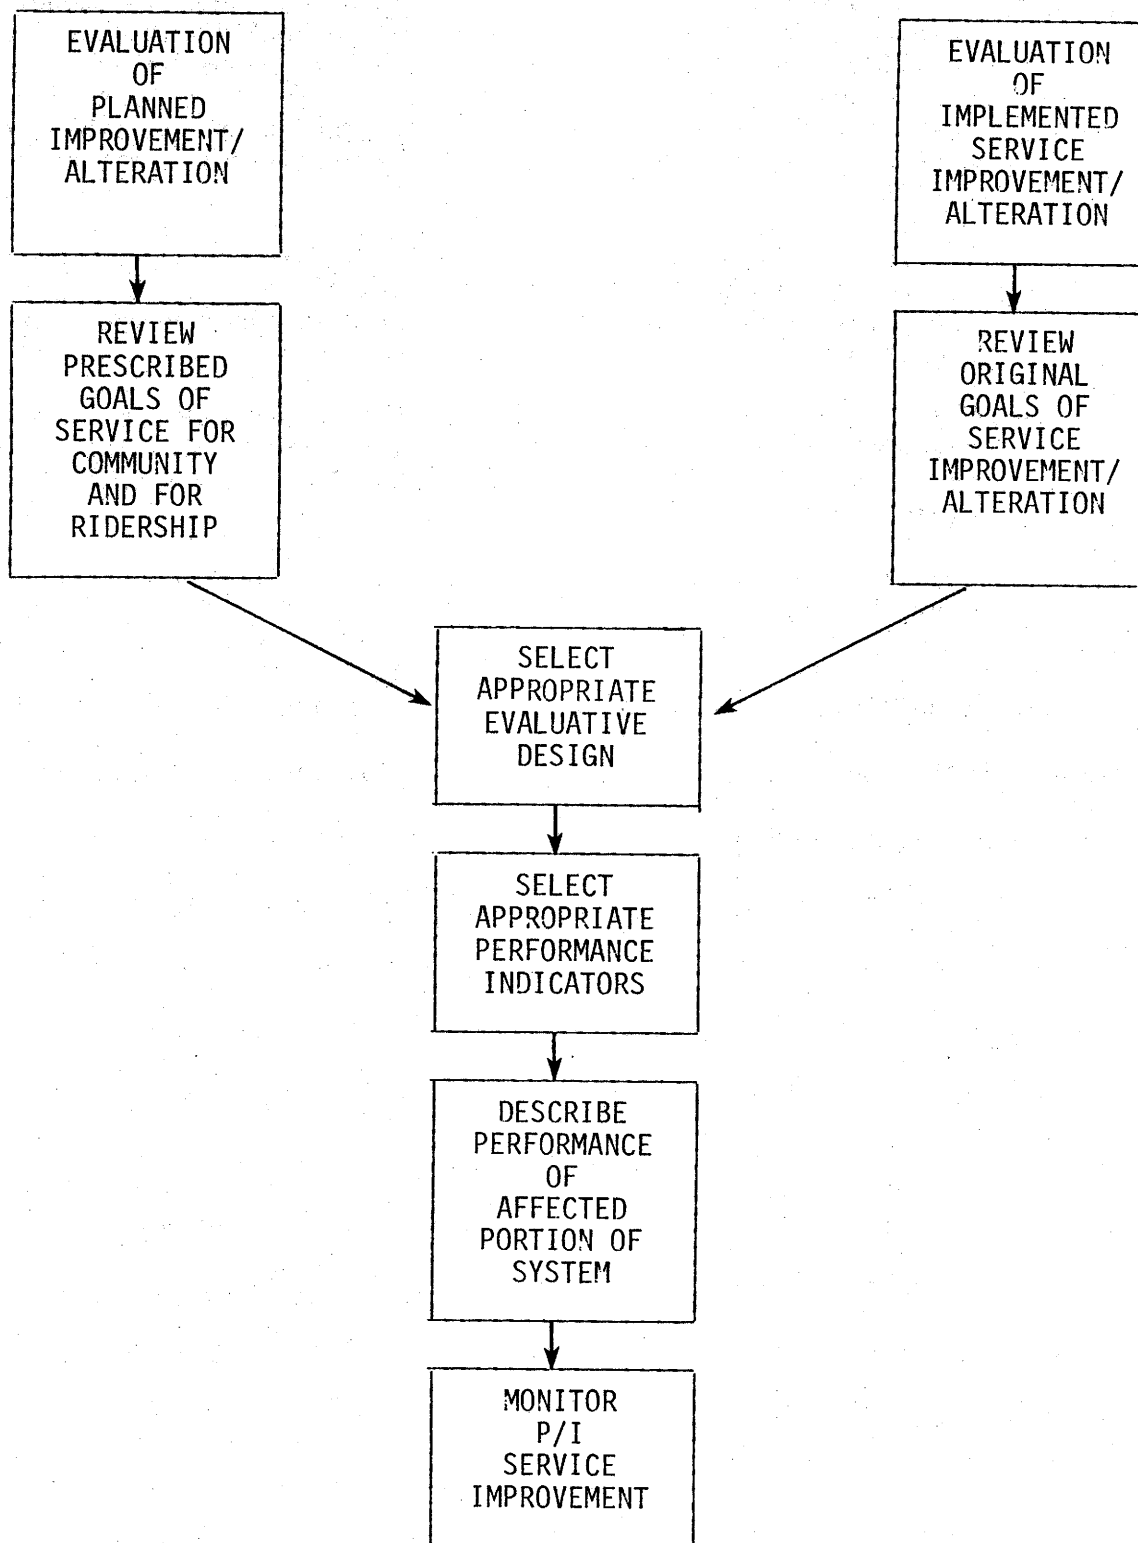 EVALUATION
OF
PLANNED
IMPROVEMENT/
ALTERATION
EVALUATION
OF
IMPLEMENTED
SERVICE
IMPROVEMENT/
ALTERATION
REVIEW
PRESCRIBED
GOALS OF
SERVICE FOR
COMMUNITY
AND FOR
RIDERSHIP
REVIEW
ORIGINAL
GOALS OF
SERVICE
IMPROVEMENT/
ALTERATION
SELECT
APPROPRIATE
EVALUATIVE
DESIGN
SELECT
APPROPRIATE
PERFORMANCE
INDICATORS
DESCRIBE
PERFORMANCE
OF
AFFECTED
PORTION OF
SYSTEM
MONITOR
P/I
SERVICE
IMPROVEMENT